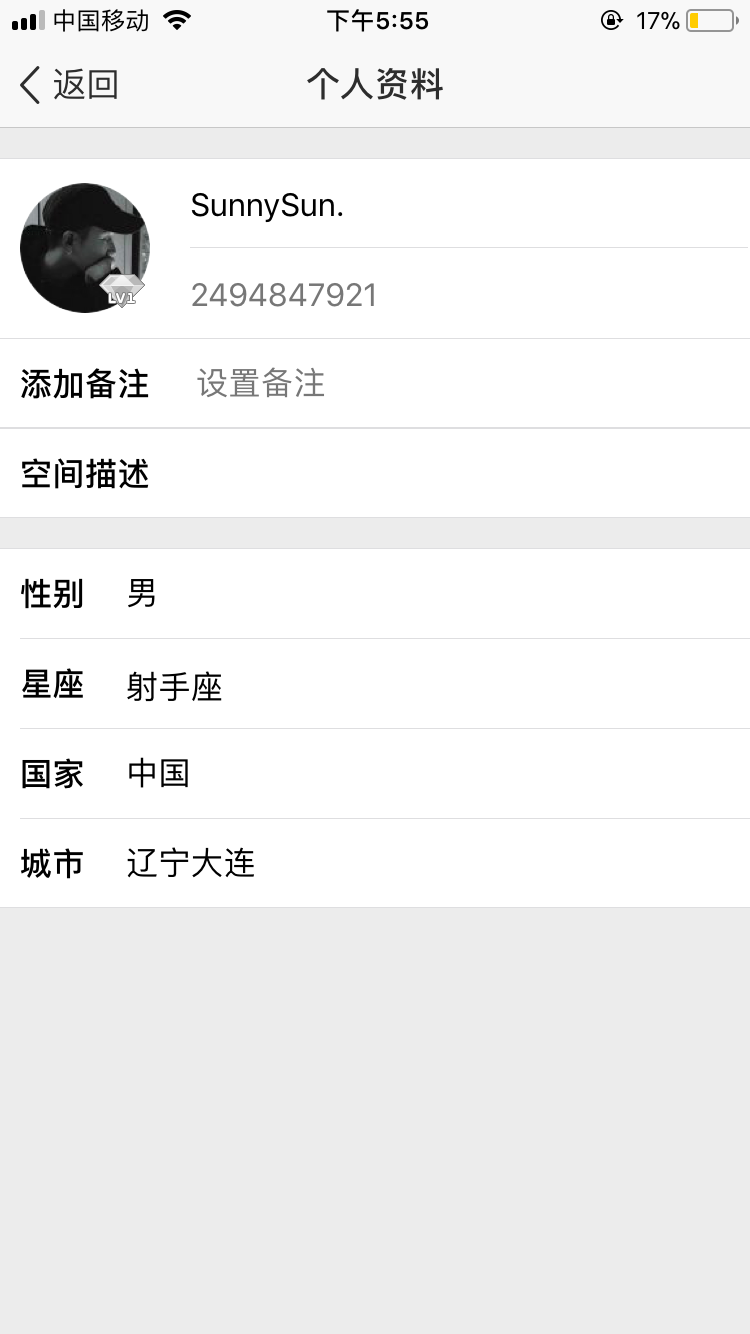 中国移动 下午5:55 17%
返回 个人资料
SunnySun.
LV1
2494847921
添加备注 设置备注
空间描述
性别 男
星座 射手座
国家 中国
城市 辽宁大连